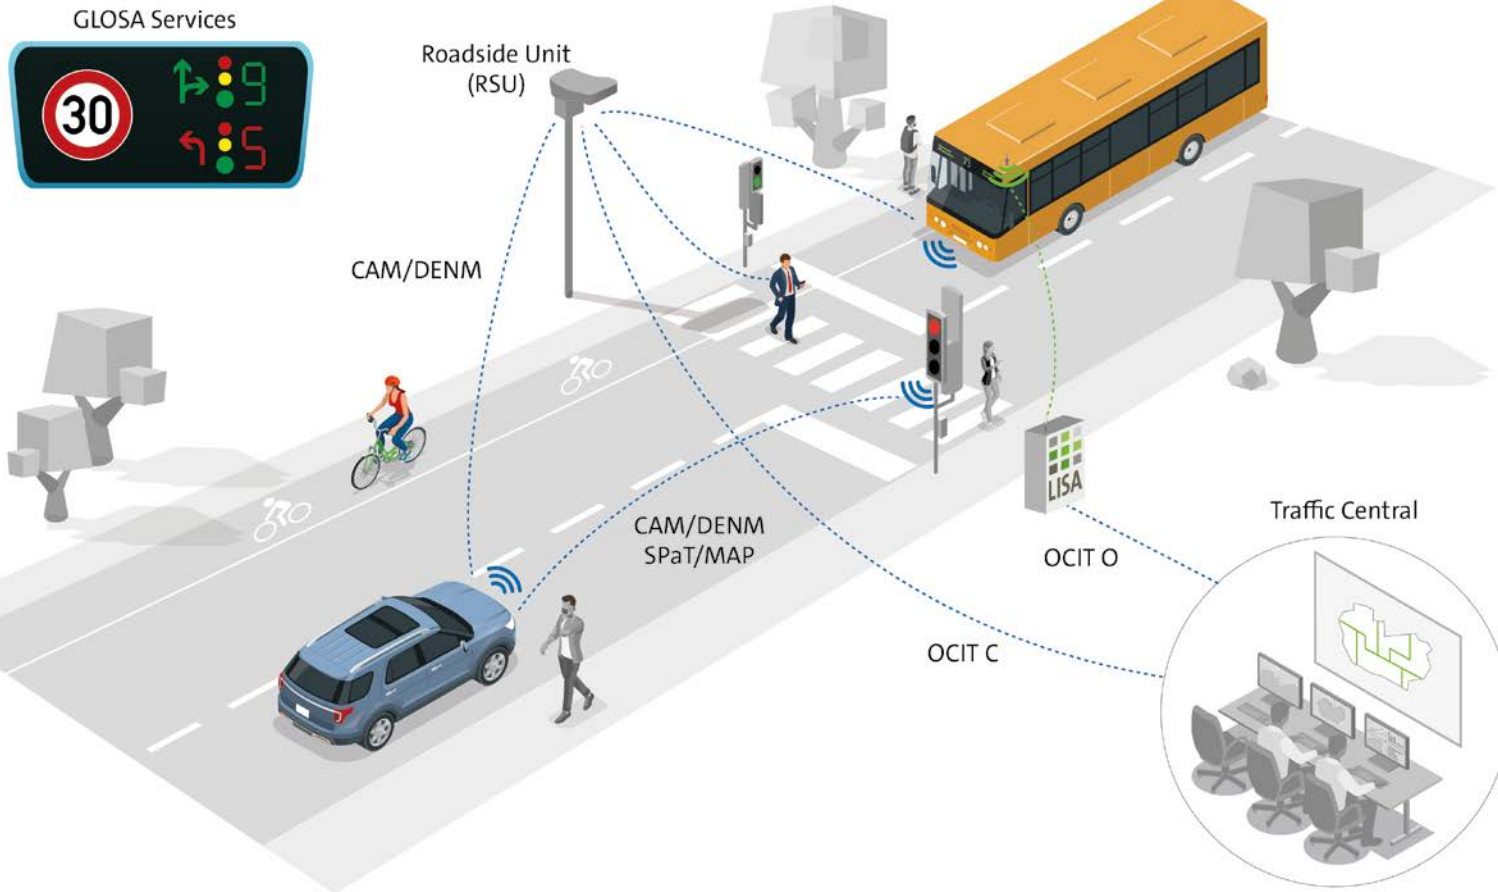 GLOSA Services
30
9
5
Roadside Unit
(RSU)
71
CAM/DENM
CAM/DENM
SPaT/MAP
LISA
OCIT O
OCIT C
Traffic Central